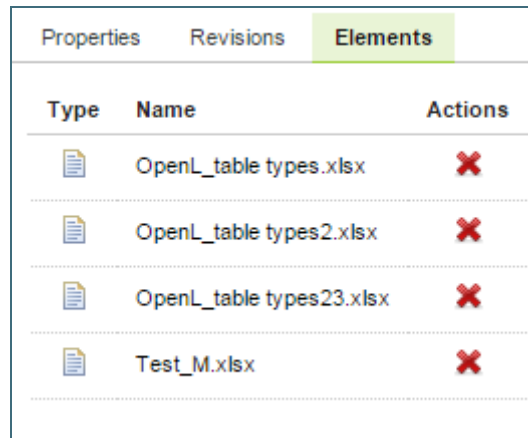 Properties Revisions Elements
Type Name Actions
OpenL_table types.xlsx
OpenL_table types2.xlsx
OpenL_table types23.xlsx
Test_M.xlsx